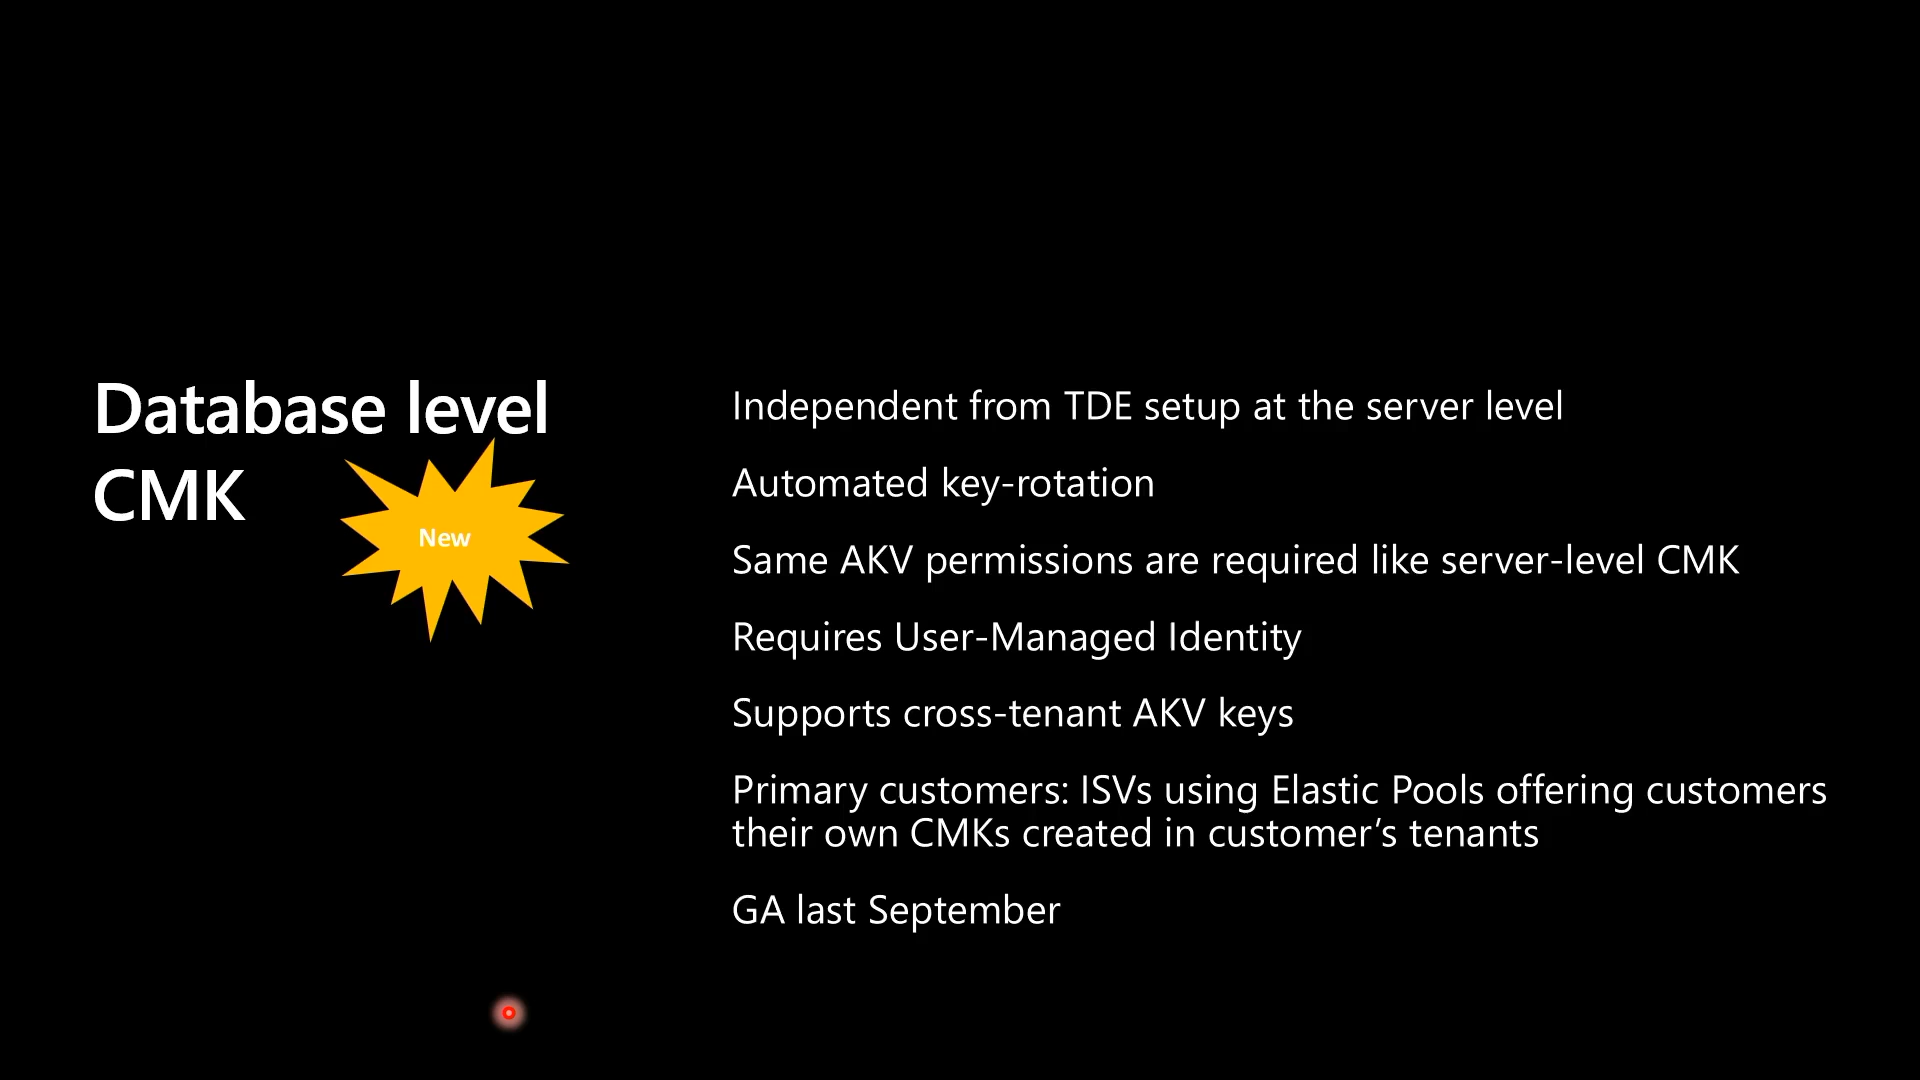 Database level
CMK
New
Independent from TDE setup at the server level
Automated key-rotation
Same AKV permissions are required like server-level CMK
Requires User-Managed Identity
Supports cross-tenant AKV keys
Primary customers: ISVs using Elastic Pools offering customers
their own CMKs created in customer’s tenants
GA last September